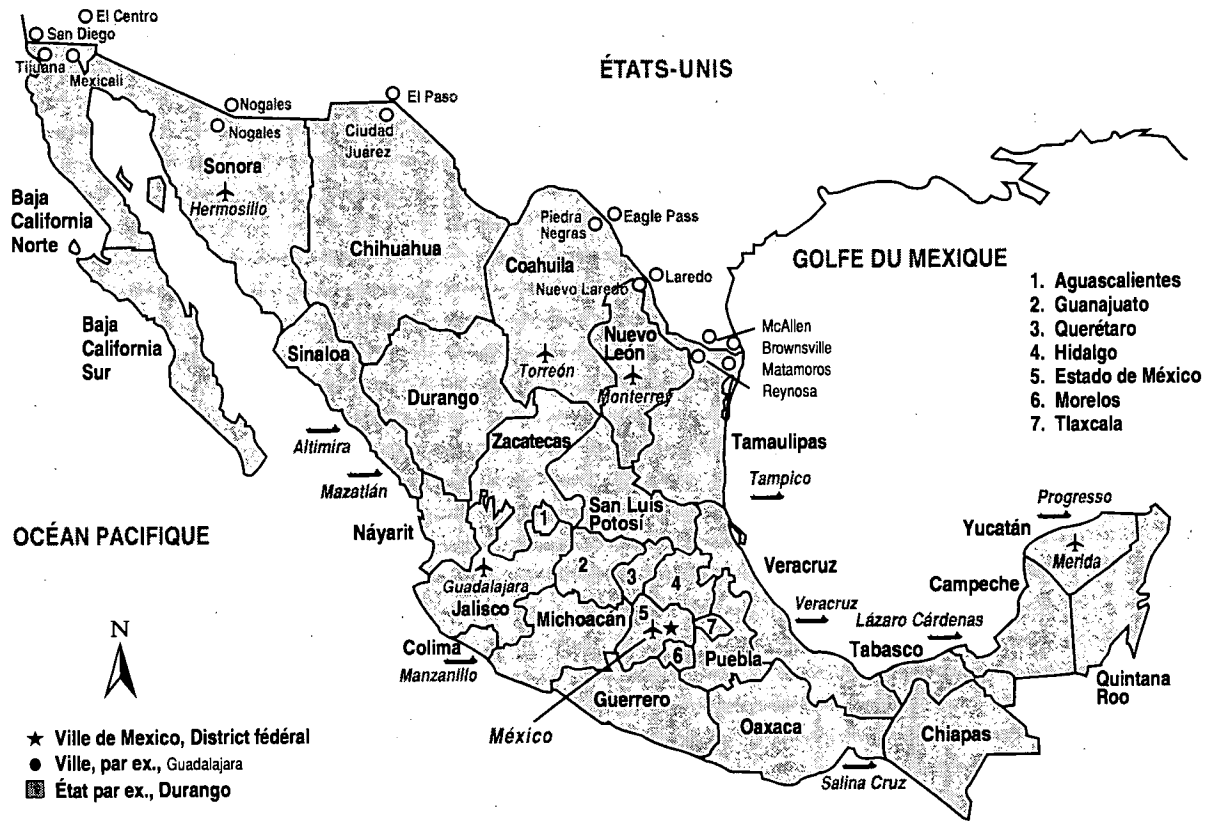 El Centro
San Diego
Tijuana
Mexicali
ÉTATS-UNIS
Nogales
Nogales
El Paso
Ciudad
Juárez
Sonora
Hermosillo
Baja
California
Norte
Chihuahua
Piedra
Negras
Eagle Pass
Coahuila
Laredo
Nuevo Laredo
GOLFE DU MEXIQUE
1. Aguascalientes
2. Guanajuato
3. Querétaro
4. Hidalgo
5. Estado de México
6. Morelos
7. Tlaxcala
Baja
California
Sur
Sinaloa
Durango
Torreón
Nuevo
León
Monterrey
McAllen
Brownsville
Matamoros
Reynosa
Altimira
Mazatlán
Zacatecas
Tamaulipas
Tampico
San Luis
Potosí
OCÉAN PACIFIQUE
Náyarit
1
2
3
4
5
6
7
Guadalajara
Jalisco
Michoacán
Colima
Manzanillo
Veracruz
Veracruz
Puebla
Guerrero
México
Oaxaca
Salina Cruz
Progresso
Yucatán
Merida
Campeche
Lázaro Cárdenas
Tabasco
Quintana
Roo
Chiapas
N
Ville de Mexico, District fédéral
Ville, par ex., Guadalajara
État par ex., Durango